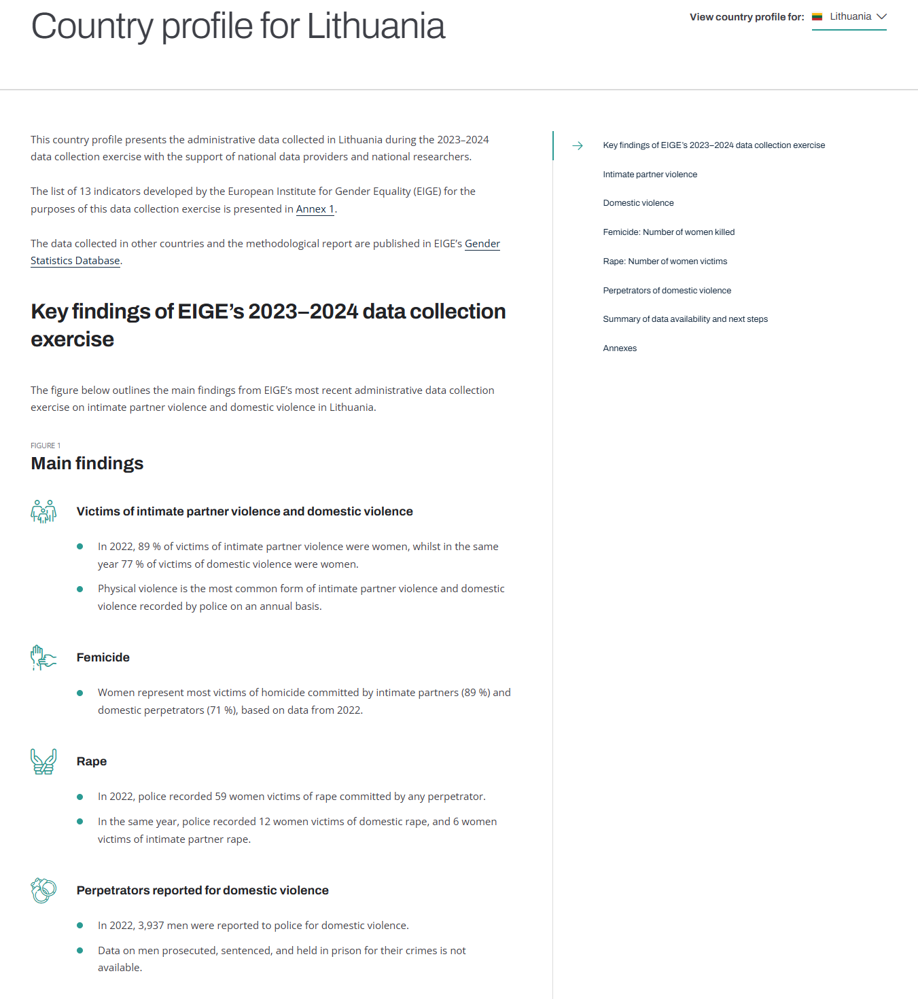 Country profile for Lithuania
View country profile for:
Lithuania
This country profile presents the administrative data collected in Lithuania during the 2023–2024
data collection exercise with the support of national data providers and national researchers.
The list of 13 indicators developed by the European Institute for Gender Equality (EIGE) for the
purposes of this data collection exercise is presented in Annex 1.
The data collected in other countries and the methodological report are published in EIGE’s Gender
Statistics Database.
Key findings of EIGE’s 2023–2024 data collection
exercise
The figure below outlines the main findings from EIGE’s most recent administrative data collection
exercise on intimate partner violence and domestic violence in Lithuania.
FIGURE 1
Main findings
Victims of intimate partner violence and domestic violence
In 2022, 89 % of victims of intimate partner violence were women, whilst in the same
year 77 % of victims of domestic violence were women.
Physical violence is the most common form of intimate partner violence and domestic
violence recorded by police on an annual basis.
Femicide
Women represent most victims of homicide committed by intimate partners (89 %) and
domestic perpetrators (71 %), based on data from 2022.
Rape
In 2022, police recorded 59 women victims of rape committed by any perpetrator.
In the same year, police recorded 12 women victims of domestic rape, and 6 women
victims of intimate partner rape.
Perpetrators reported for domestic violence
In 2022, 3,937 men were reported to police for domestic violence.
Data on men prosecuted, sentenced, and held in prison for their crimes is not
available.
Key findings of EIGE’s 2023–2024 data collection exercise
Intimate partner violence
Domestic violence
Femicide: Number of women killed
Rape: Number of women victims
Perpetrators of domestic violence
Summary of data availability and next steps
Annexes